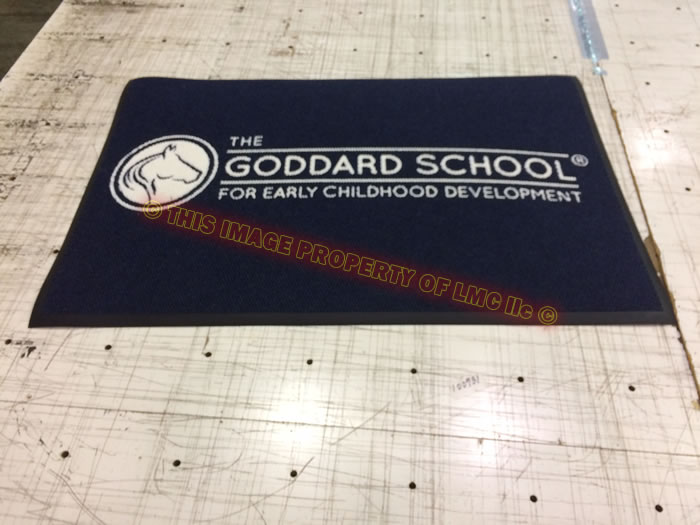 THE
GODDARD SCHOOL®
FOR EARLY CHILDHOOD DEVELOPMENT
© THIS IMAGE PROPERTY OF LMC llc ©